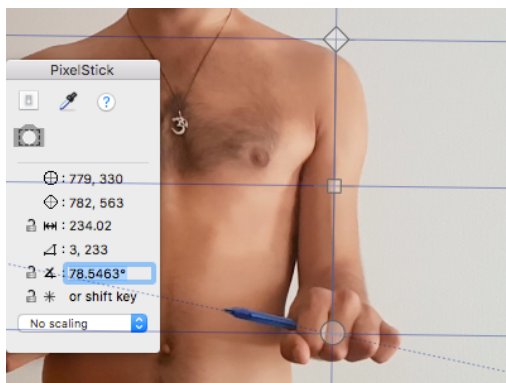 PixelStick
?
: 779, 330
: 782, 563
: 234.02
: 3, 233
: 78.5463°
or shift key
No scaling
ॐ